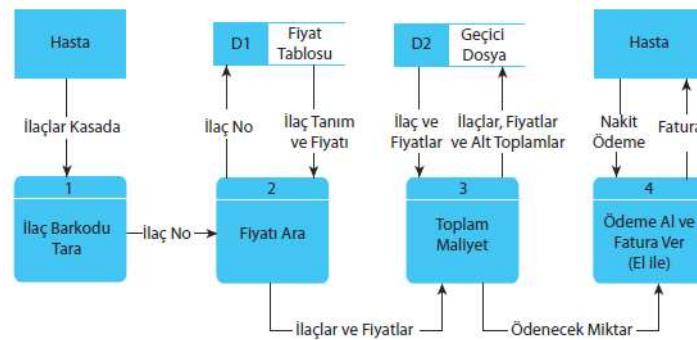 Hasta
D1
Fiyat
Tablosu
D2
Geçici
Dosya
Hasta
İlaçlar Kasada
İlaç No
İlaç Tanım
ve Fiyatı
İlaç ve
Fiyatlar
İlaçlar, Fiyatlar
ve Alt Toplamlar
Nakit
Ödeme
Fatura
1
İlaç Barkodu
Tara
İlaç No
2
Fiyatı Ara
3
Toplam
Maliyet
4
Ödeme Al ve
Fatura Ver
(El ile)
İlaçlar ve Fiyatlar
Ödenecek Miktar